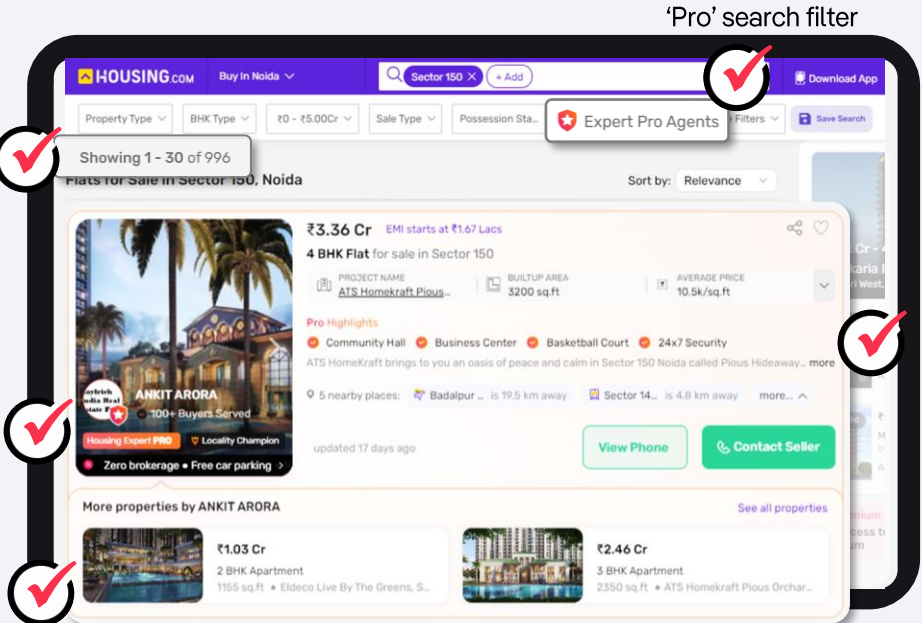 'Pro' search filter
HOUSING.COM Buy In Noida Sector 150 × + Add Download App
Property Type BHK Type ₹0 - ₹5.00Cr Sale Type Possession Sta... Expert Pro Agents Filters Save Search
Showing 1 - 30 of 996
Flats for Sale in Sector 150, Noida Sort by: Relevance
₹3.36 Cr EMI starts at ₹1.67 Lacs
4 BHK Flat for sale in Sector 150
PROJECT NAME BUILTUP AREA AVERAGE PRICE
ATS Homekraft Pious... 3200 sq.ft 10.5k/sq.ft
Pro Highlights
Community Hall Business Center Basketball Court 24x7 Security
ATS HomeKraft brings to you an oasis of peace and calm in Sector 150 Noida called Pious Hideaway... more
5 nearby places: Badalpur ... is 19.5 km away Sector 14... is 4.8 km away more...
ANKIT ARORA
100+ Buyers Served
Housing Expert PRO Locality Champion
Zero brokerage • Free car parking
updated 17 days ago View Phone Contact Seller
More properties by ANKIT ARORA See all properties
₹1.03 Cr
2 BHK Apartment
1155 sq.ft • Eldeco Live By The Greens, S...
₹2.46 Cr
3 BHK Apartment
2350 sq.ft • ATS Homekraft Pious Orchar...